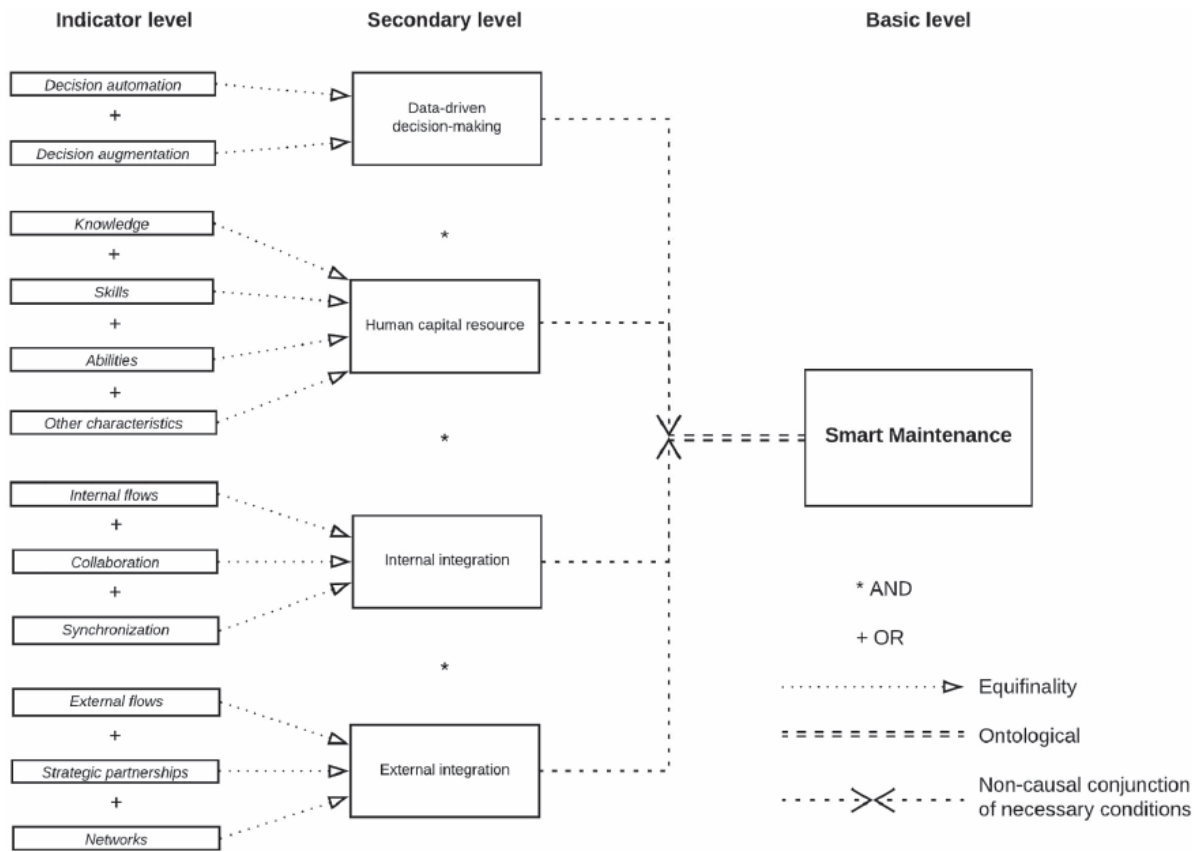 Indicator level
Secondary level
Basic level
Decision automation
+
Decision augmentation
Data-driven
decision-making
*
Knowledge
+
Skills
+
Abilities
+
Other characteristics
Human capital resource
*
Internal flows
+
Collaboration
+
Synchronization
Internal integration
*
External flows
+
Strategic partnerships
+
Networks
External integration
Smart Maintenance
* AND
+ OR
Equifinality
Ontological
Non-causal conjunction
of necessary conditions